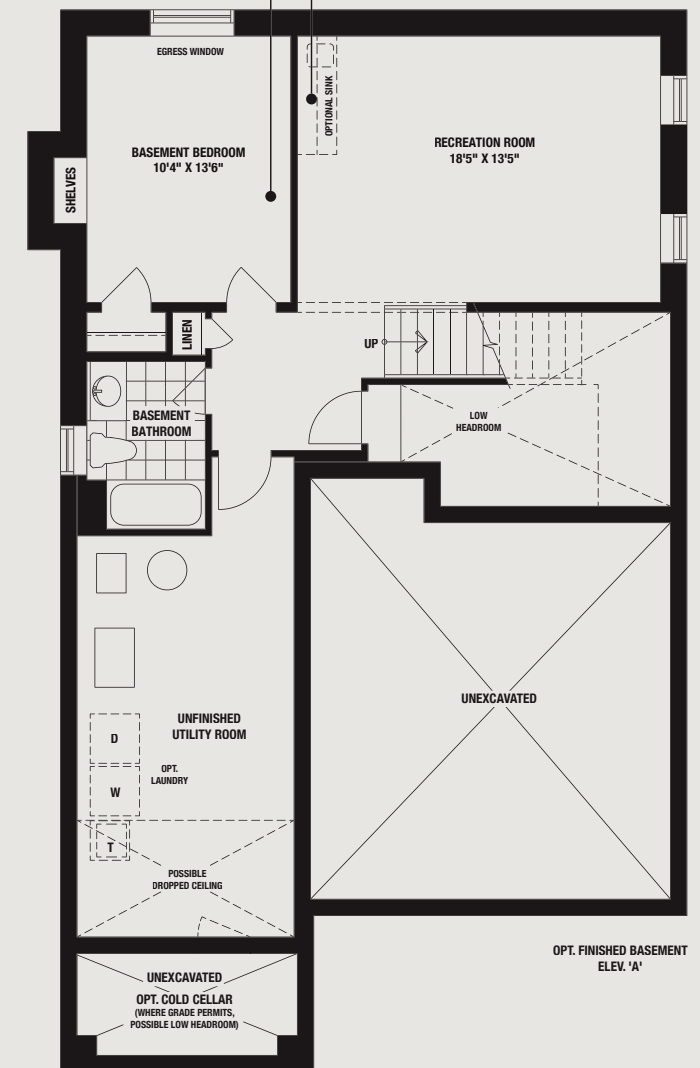 EGRESS WINDOW
OPTIONAL SINK
BASEMENT BEDROOM
10'4" X 13'6"
RECREATION ROOM
18'5" X 13'5"
SHELVES
LINEN
UP
BASEMENT
BATHROOM
LOW
HEADROOM
UNEXCAVATED
UNFINISHED
UTILITY ROOM
D
OPT.
LAUNDRY
W
T
POSSIBLE
DROPPED CEILING
OPT. FINISHED BASEMENT
ELEV. 'A'
UNEXCAVATED
OPT. COLD CELLAR
(WHERE GRADE PERMITS,
POSSIBLE LOW HEADROOM)